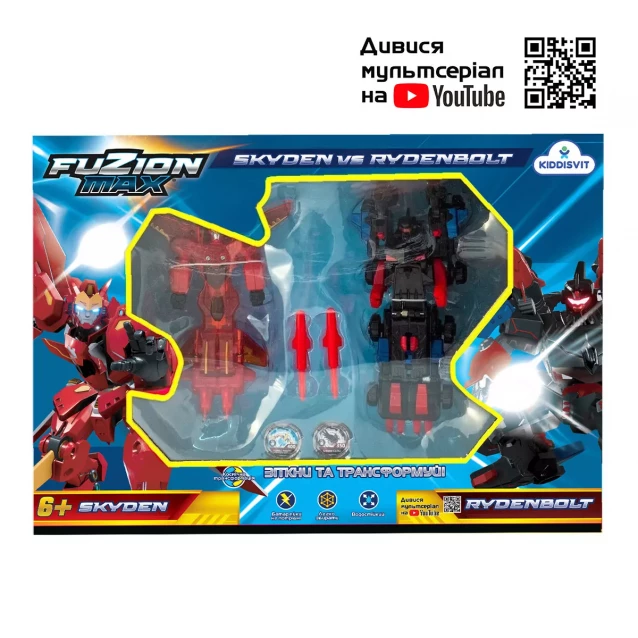 Дивися
мультсеріал
на YouTube
FUZION
MAX
SKYDEN VS RYDENBOLT
KIDDISVIT
ЗІТКНИ ТА ТРАНСФОРМУЙ!
6+ SKYDEN
Дивися
мультсеріал
на YouTube
RYDENBOLT